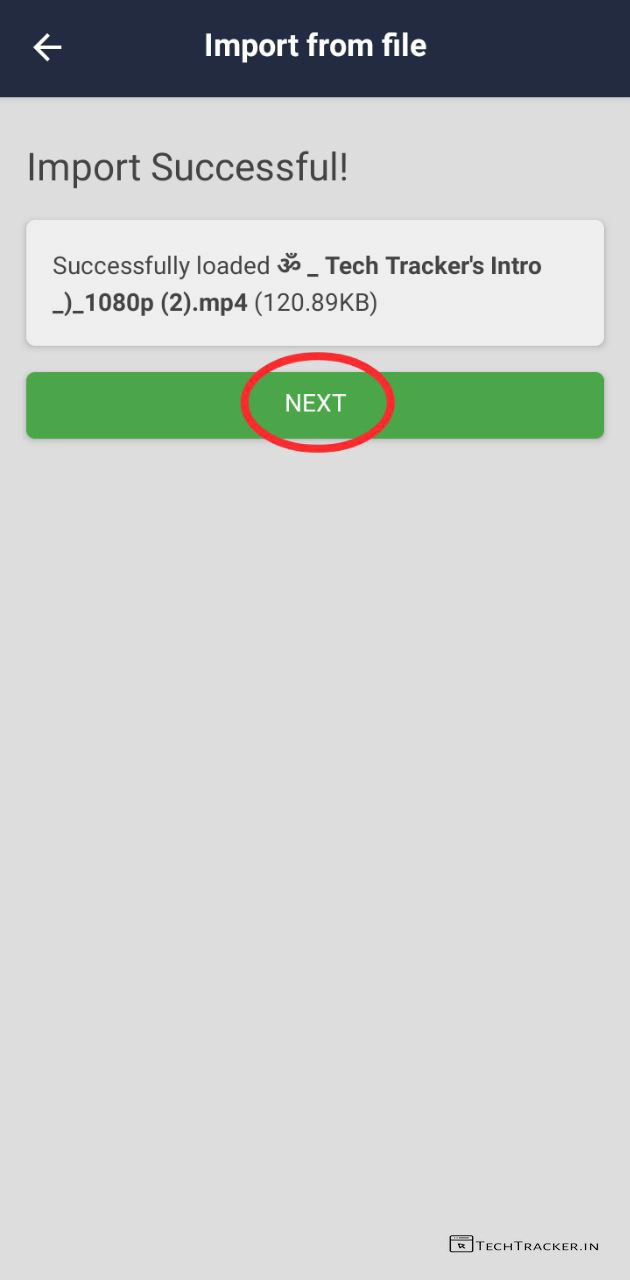 Import from file
Import Successful!
Successfully loaded ॐ _ Tech Tracker's Intro
_)_1080p (2).mp4 (120.89KB)
NEXT
TECHTRACKER.IN